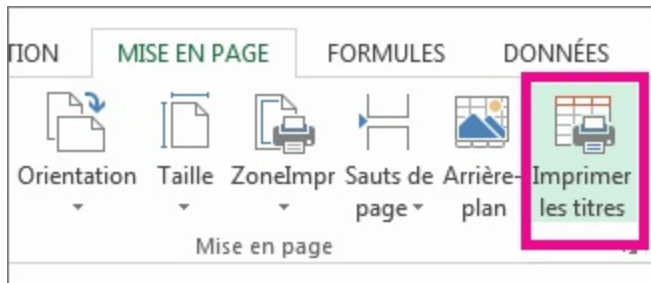 TION MISE EN PAGE FORMULES DONNÉES
Orientation Taille ZoneImpr Sauts de Arrière- Imprimer
page plan les titres
Mise en page